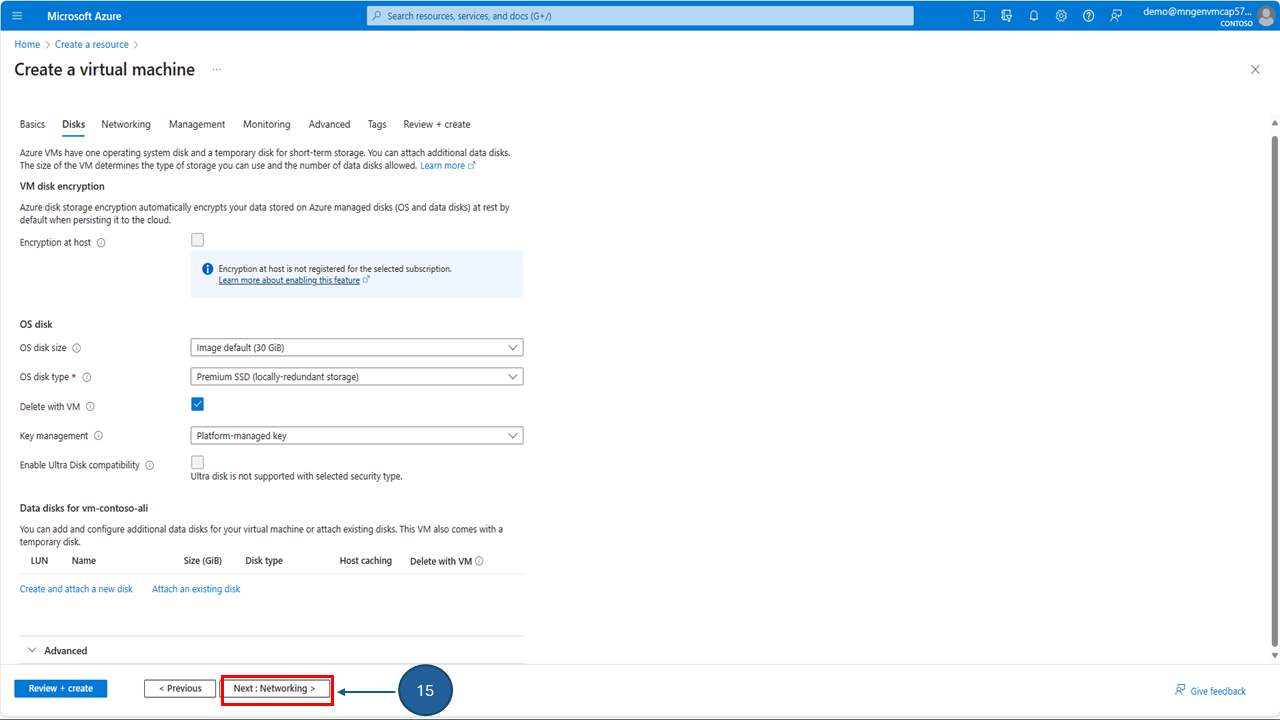 Microsoft Azure
Search resources, services, and docs (G+/)
demo@mngenvmcap57...
CONTOSO
Home > Create a resource >
Create a virtual machine ...
Basics Disks Networking Management Monitoring Advanced Tags Review + create
Azure VMs have one operating system disk and a temporary disk for short-term storage. You can attach additional data disks.
The size of the VM determines the type of storage you can use and the number of data disks allowed. Learn more
VM disk encryption
Azure disk storage encryption automatically encrypts your data stored on Azure managed disks (OS and data disks) at rest by
default when persisting it to the cloud.
Encryption at host
Encryption at host is not registered for the selected subscription.
Learn more about enabling this feature
OS disk
OS disk size
Image default (30 GiB)
OS disk type *
Premium SSD (locally-redundant storage)
Delete with VM
Key management
Platform-managed key
Enable Ultra Disk compatibility
Ultra disk is not supported with selected security type.
Data disks for vm-contoso-ali
You can add and configure additional data disks for your virtual machine or attach existing disks. This VM also comes with a
temporary disk.
LUN Name Size (GiB) Disk type Host caching Delete with VM
Create and attach a new disk Attach an existing disk
Advanced
Review + create < Previous Next : Networking > 15 Give feedback